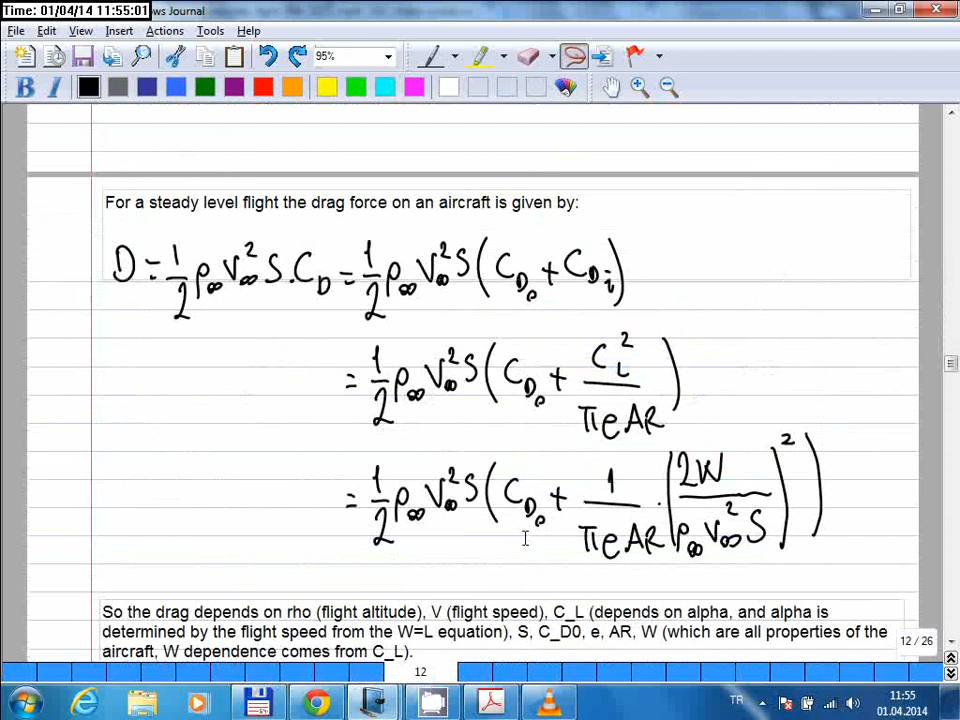 Time: 01/04/14 11:55:01 ws Journal
File Edit View Insert Actions Tools Help
95%
B I
For a steady level flight the drag force on an aircraft is given by:
D = 1/2 ρ∞ V∞² S . C_D = 1/2 ρ∞ V∞² S ( C_D₀ + C_Di )
= 1/2 ρ∞ V∞² S ( C_D₀ + C_L² / πeAR )
= 1/2 ρ∞ V∞² S ( C_D₀ + 1 / πeAR . ( 2W / ρ∞ V∞² S )² )
So the drag depends on rho (flight altitude), V (flight speed), C_L (depends on alpha, and alpha is
determined by the flight speed from the W=L equation), S, C_D0, e, AR, W (which are all properties of the
aircraft, W dependence comes from C_L).
12 / 26
12
TR
11:55
01.04.2014